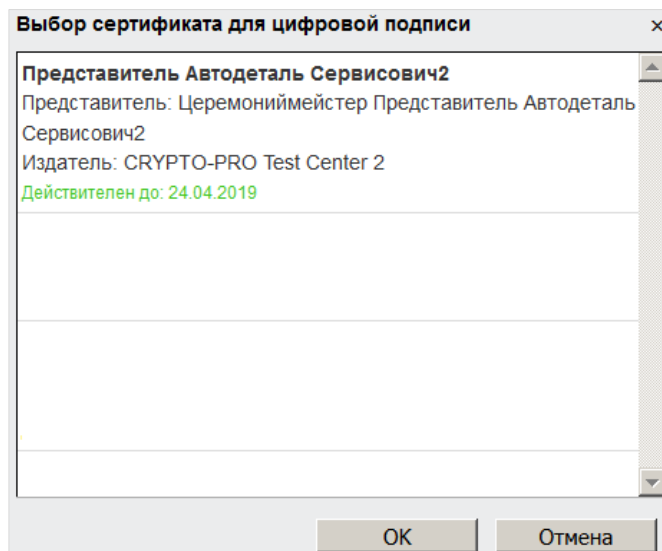 Выбор сертификата для цифровой подписи
Представитель Автодеталь Сервисович2
Представитель: Церемониймейстер Представитель Автодеталь
Сервисович2
Издатель: CRYPTO-PRO Test Center 2
Действителен до: 24.04.2019
OK
Отмена